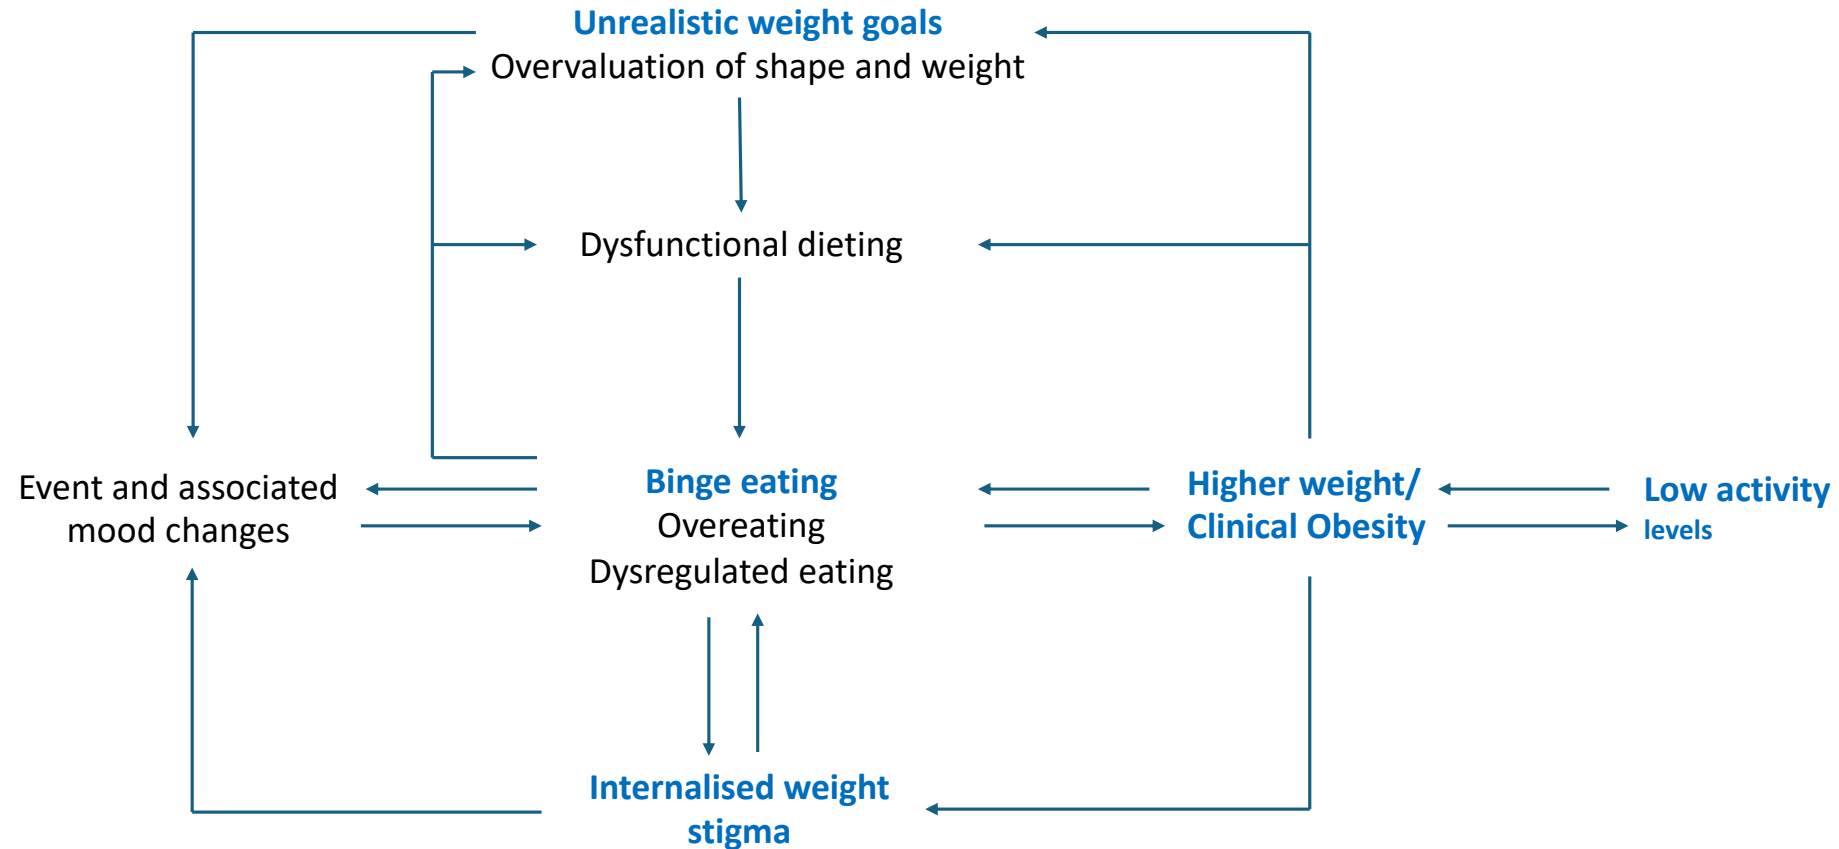 Unrealistic weight goals
Overvaluation of shape and weight
Dysfunctional dieting
Event and associated
mood changes
Binge eating
Overeating
Dysregulated eating
Higher weight/
Clinical Obesity
Low activity
levels
Internalised weight
stigma